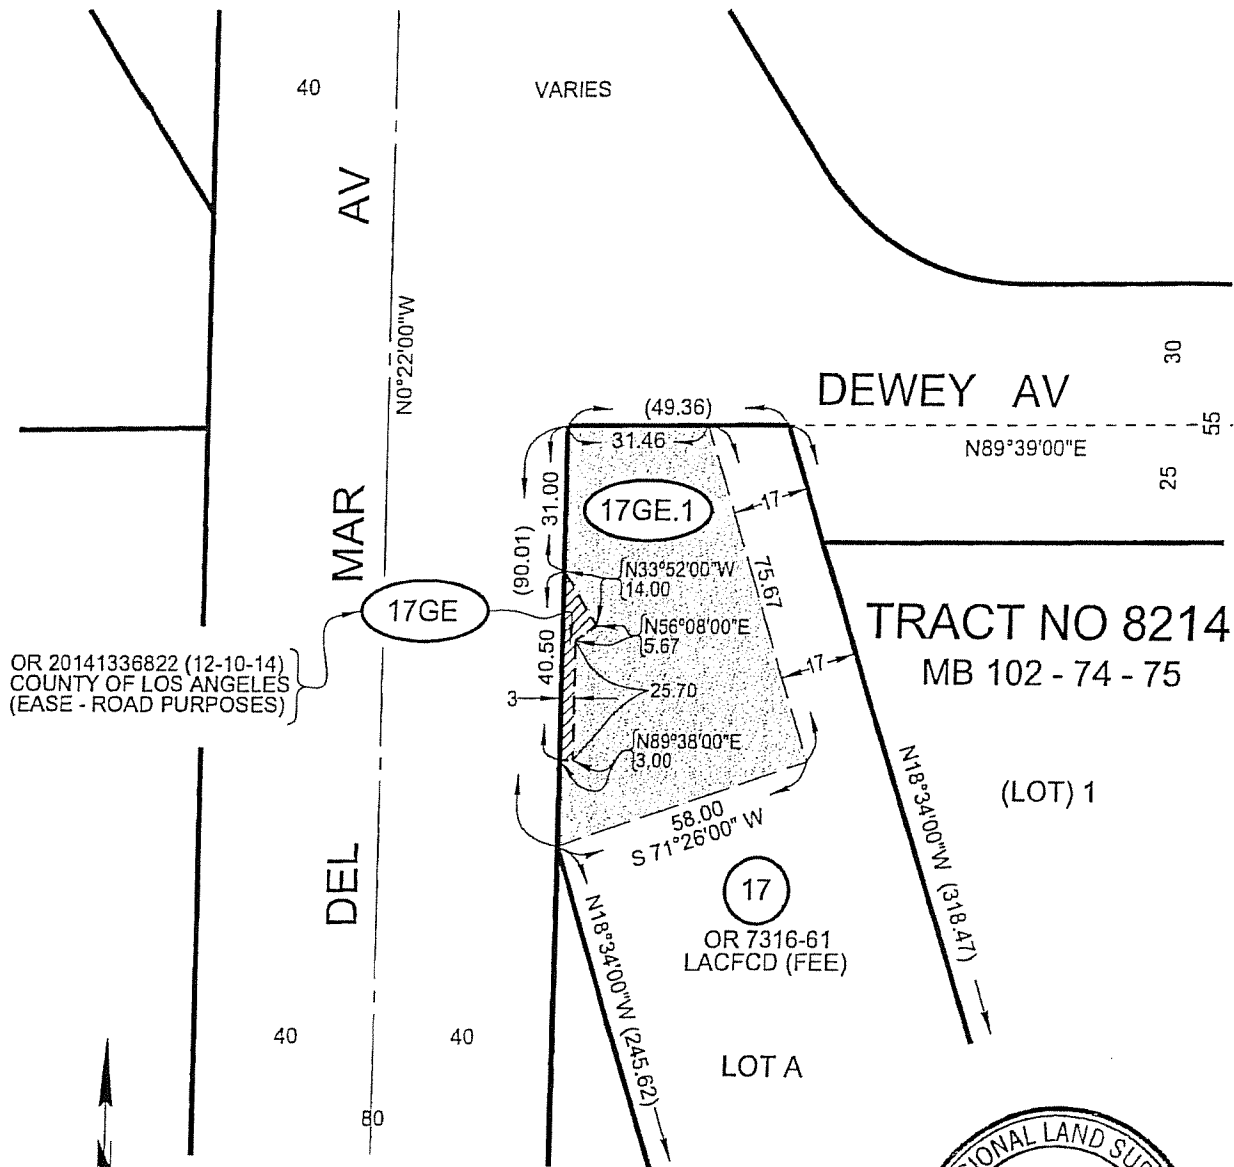 40
VARIES
AV
N0°22'00"W
30
DEWEY AV
(49.36)
31.46
55
N89°39'00"E
25
31.00
17GE.1
17
(90.01)
MAR
N33°52'00"W
14.00
75.67
17GE
N56°08'00"E
5.67
TRACT NO 8214
MB 102 - 74 - 75
OR 20141336822 (12-10-14)
COUNTY OF LOS ANGELES
(EASE - ROAD PURPOSES)
40.50
17
3
25.70
N89°38'00"E
3.00
N18°34'00"W (318.47)
(LOT) 1
58.00
S 71°26'00" W
DEL
17
OR 7316-61
LACFCD (FEE)
N18°34'00"W (245.62)
40
40
LOT A
80
SIONAL LAND SUR